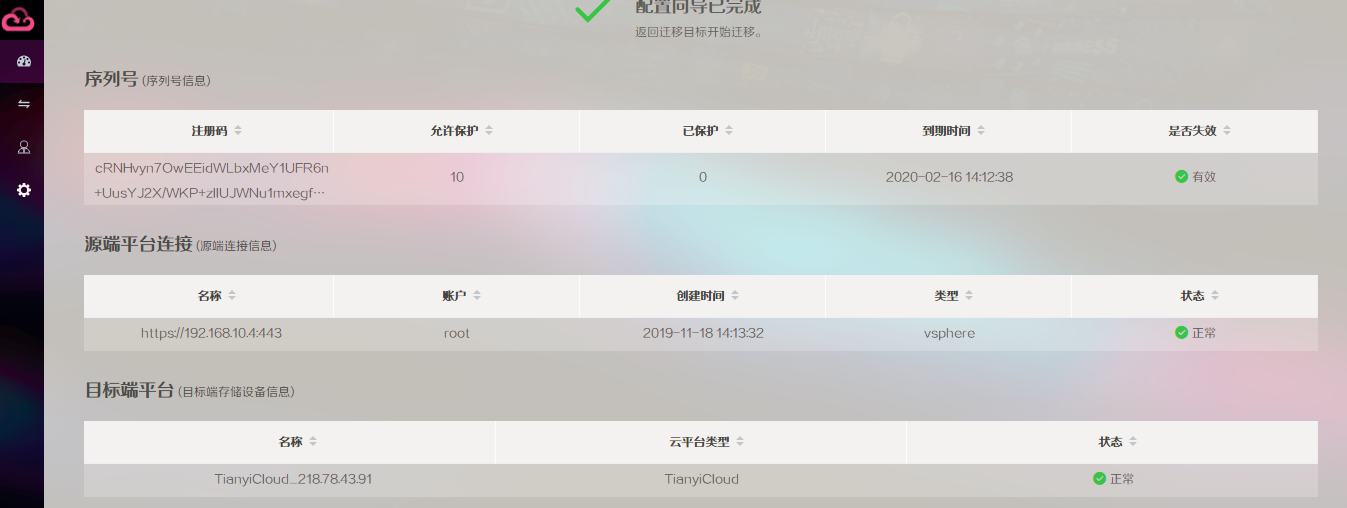 配置向导已完成
返回迁移目标开始迁移。
序列号 (序列号信息)
注册码 允许保护 已保护 到期时间 是否失效
cRNHvyn7OwEEidWLbxMeY1UFR6n
+UusYJ2X/WKP+zIIUJWNu1mxegf… 10 0 2020-02-16 14:12:38 有效
源端平台连接 (源端连接信息)
名称 账户 创建时间 类型 状态
https://192.168.10.4:443 root 2019-11-18 14:13:32 vsphere 正常
目标端平台 (目标端存储设备信息)
名称 云平台类型 状态
TianyiCloud_218.78.43.91 TianyiCloud 正常